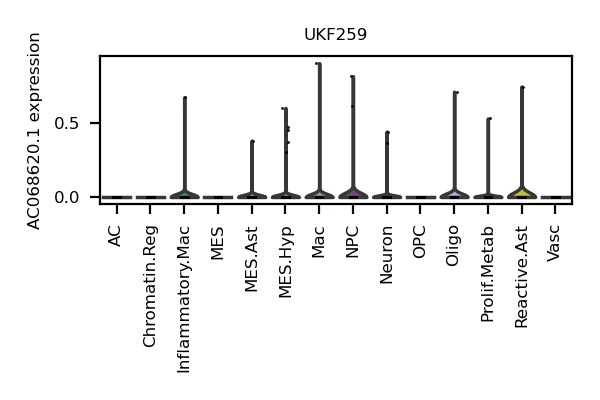 UKF259
AC068620.1 expression
0.5
0.0
AC
Chromatin.Reg
Inflammatory.Mac
MES
MES.Ast
MES.Hyp
Mac
NPC
Neuron
OPC
Oligo
Prolif.Metab
Reactive.Ast
Vasc